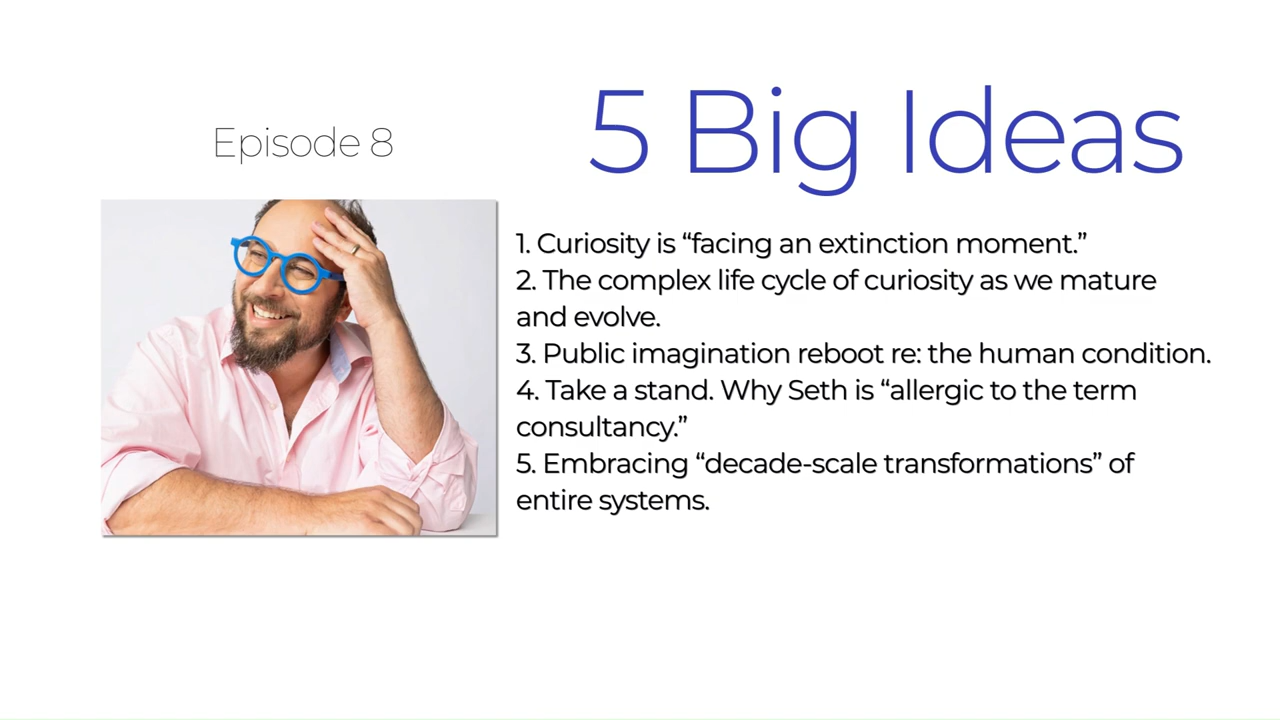 Episode 8
5 Big Ideas
1. Curiosity is “facing an extinction moment.”
2. The complex life cycle of curiosity as we mature
and evolve.
3. Public imagination reboot re: the human condition.
4. Take a stand. Why Seth is “allergic to the term
consultancy.”
5. Embracing “decade-scale transformations” of
entire systems.